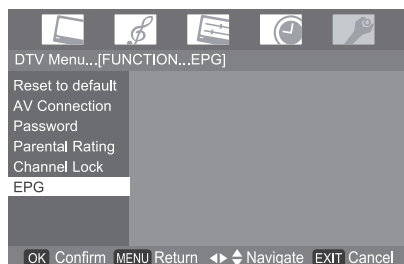 DTV Menu...[FUNCTION...EPG]
Reset to default
AV Connection
Password
Parental Rating
Channel Lock
EPG
OK Confirm MENU Return Navigate EXIT Cancel